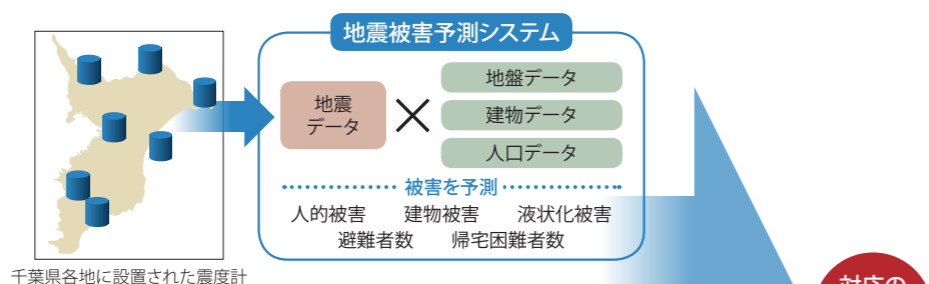 地震被害予測システム
地震
データ
地盤データ
建物データ
人口データ
被害を予測
人的被害 建物被害 液状化被害
避難者数 帰宅困難者数
千葉県各地に設置された震度計
対応の